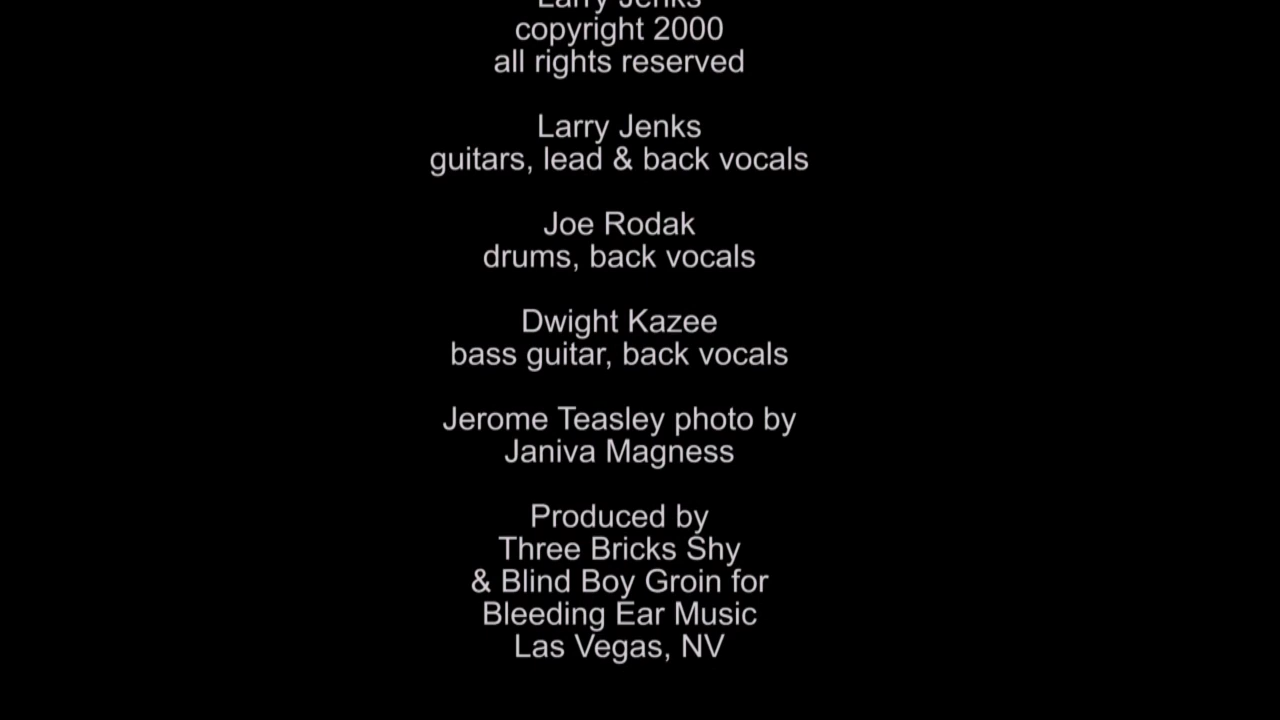 Larry Jenks
copyright 2000
all rights reserved
Larry Jenks
guitars, lead & back vocals
Joe Rodak
drums, back vocals
Dwight Kazee
bass guitar, back vocals
Jerome Teasley photo by
Janiva Magness
Produced by
Three Bricks Shy
& Blind Boy Groin for
Bleeding Ear Music
Las Vegas, NV